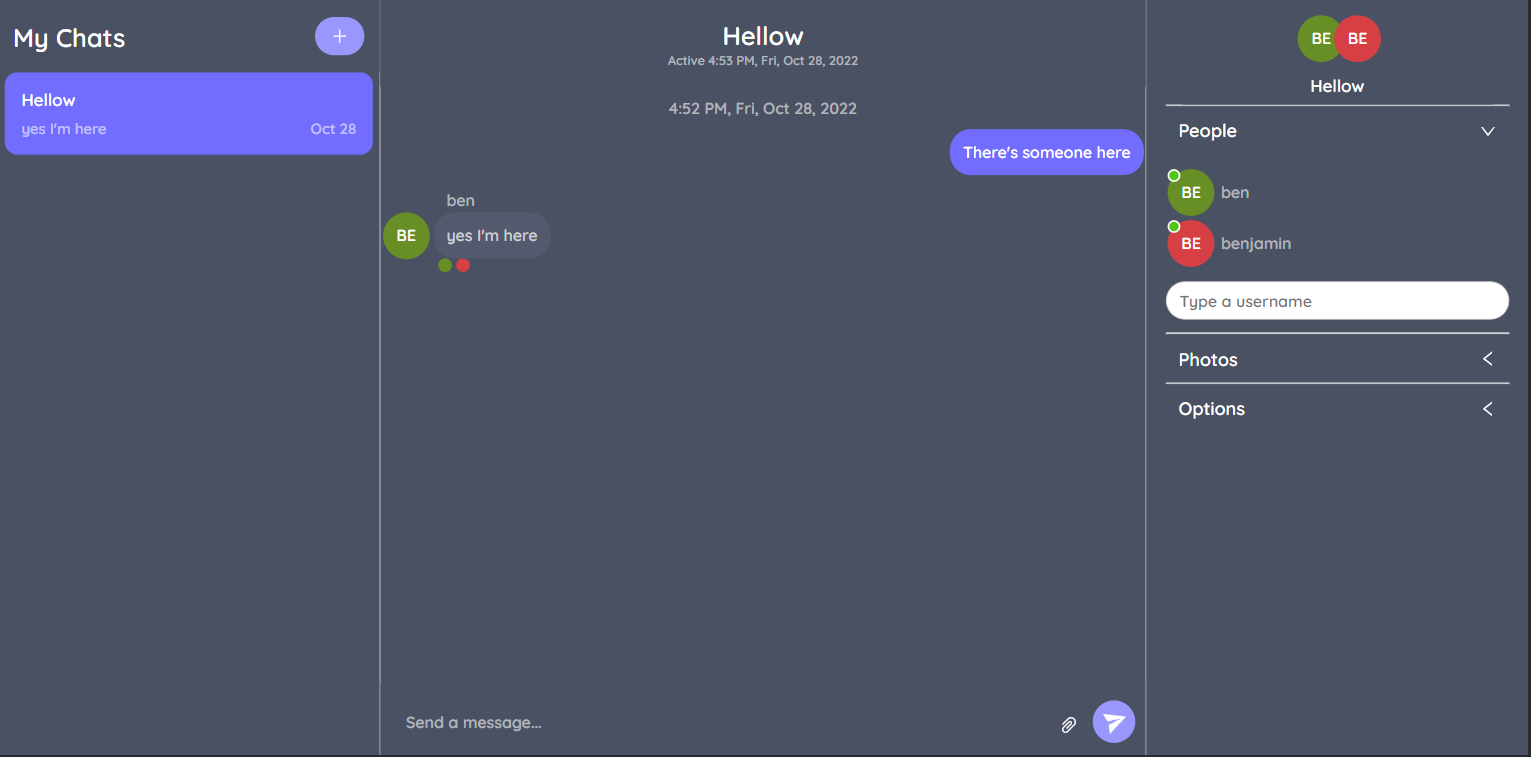 My Chats
Hellow
yes I'm here Oct 28
Hellow
Active 4:53 PM, Fri, Oct 28, 2022
4:52 PM, Fri, Oct 28, 2022
There's someone here
ben
BE yes I'm here
Send a message...
BE BE
Hellow
People
BE ben
BE benjamin
Type a username
Photos
Options